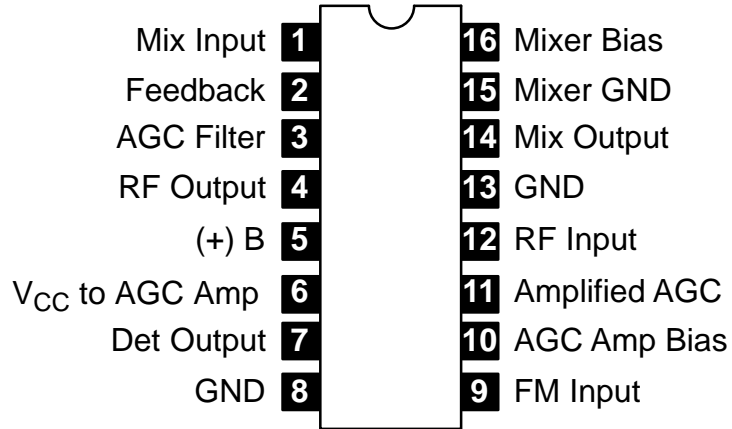 Mix Input 1
Feedback 2
AGC Filter 3
RF Output 4
(+) B 5
VCC to AGC Amp 6
Det Output 7
GND 8
16 Mixer Bias
15 Mixer GND
14 Mix Output
13 GND
12 RF Input
11 Amplified AGC
10 AGC Amp Bias
9 FM Input